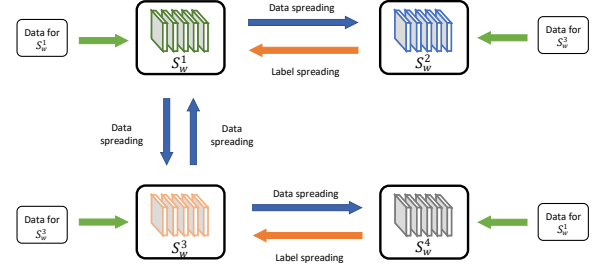 Data spreading
Data for
S_w^1
S_w^1
S_w^2
Data for
S_w^3
Label spreading
Data
spreading
Data
spreading
Data spreading
Data for
S_w^3
S_w^3
S_w^4
Data for
S_w^1
Label spreading